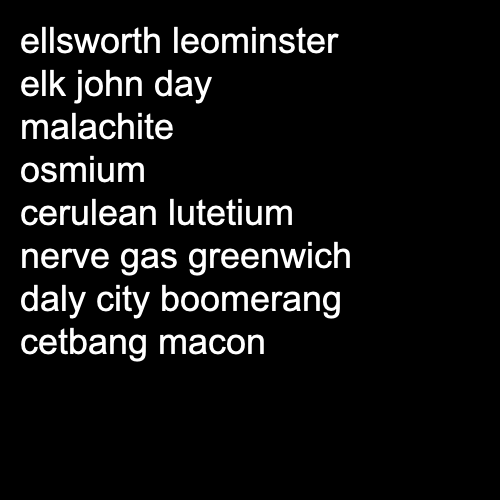 ellsworth leominster
elk john day
malachite
osmium
cerulean lutetium
nerve gas greenwich
daly city boomerang
cetbang macon